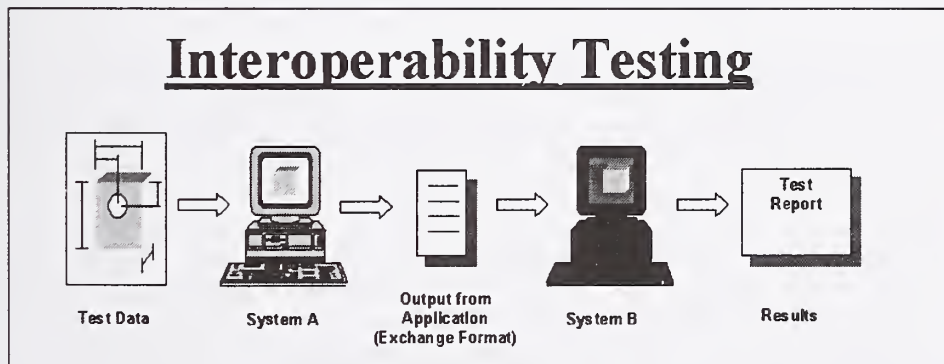 Interoperability Testing
Test
Report
Test Data
System A
Output from
Application
(Exchange Format)
System B
Results